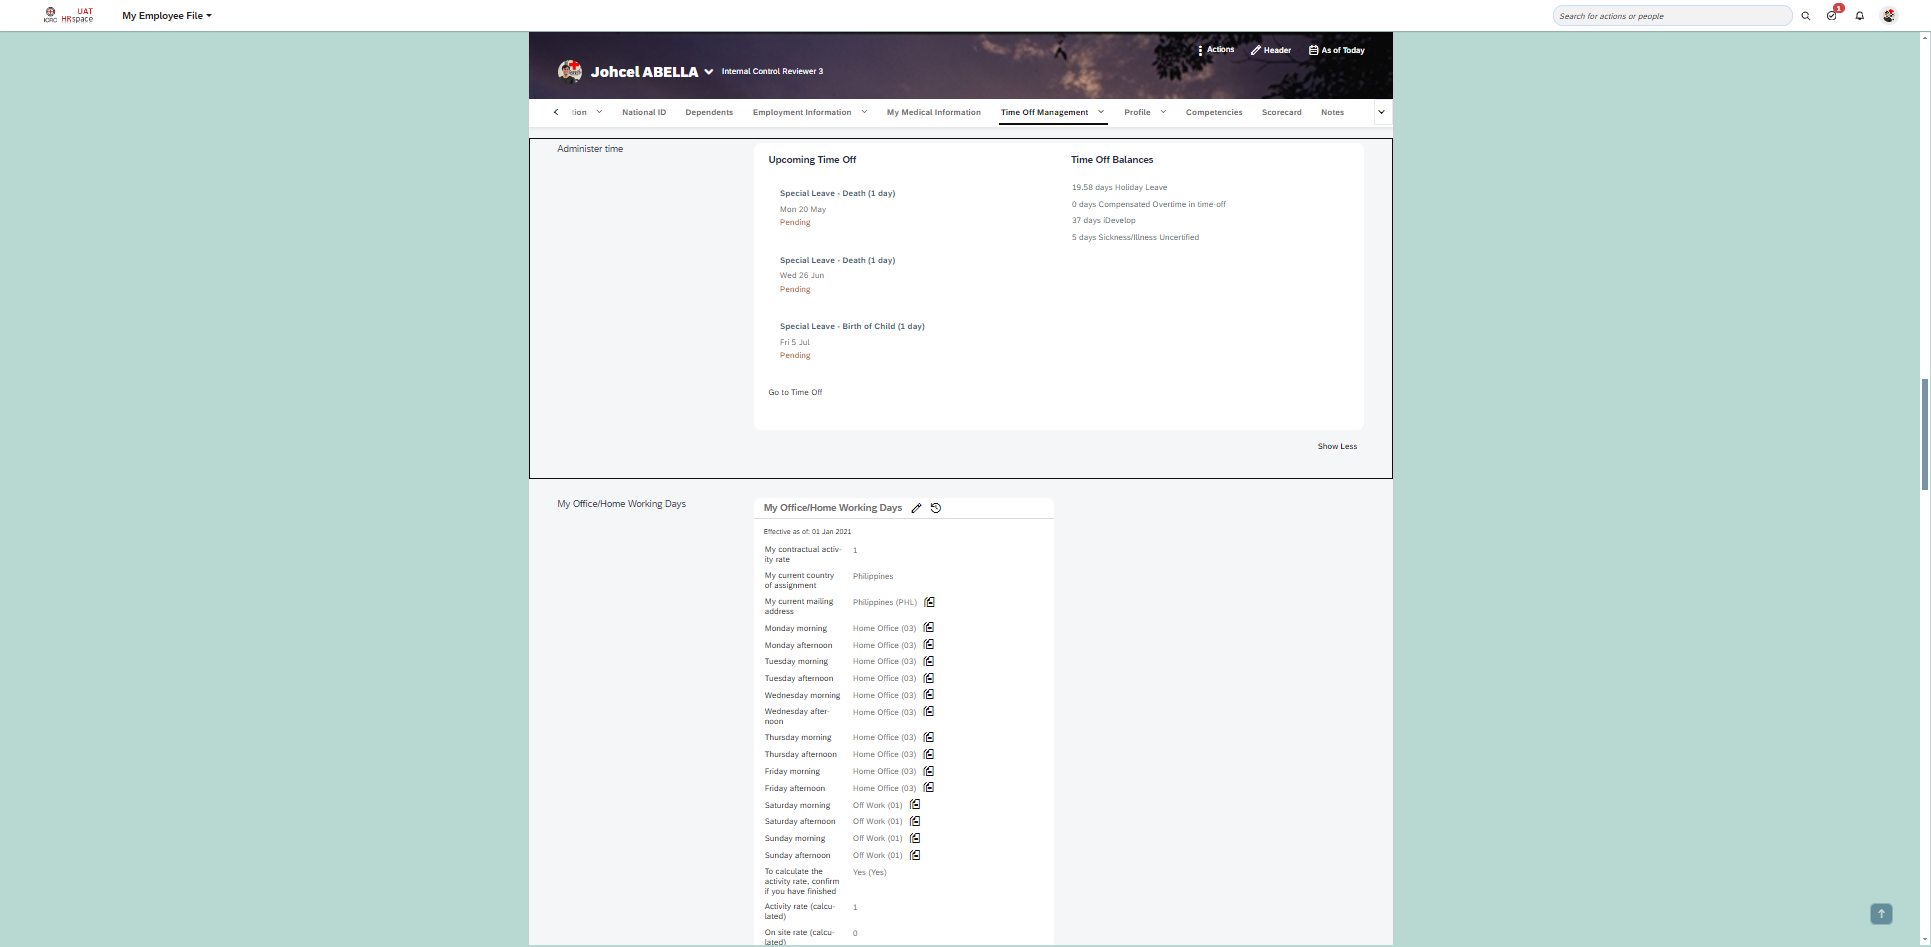 UAT
ICRC HRspace
My Employee File
Search for actions or people
1
Johcel ABELLA
Internal Control Reviewer 3
Actions
Header
As of Today
tion
National ID
Dependents
Employment Information
My Medical Information
Time Off Management
Profile
Competencies
Scorecard
Notes
Administer time
Upcoming Time Off
Special Leave - Death (1 day)
Mon 20 May
Pending
Special Leave - Death (1 day)
Wed 26 Jun
Pending
Special Leave - Birth of Child (1 day)
Fri 5 Jul
Pending
Go to Time Off
Time Off Balances
19.58 days Holiday Leave
0 days Compensated Overtime in time-off
37 days iDevelop
5 days Sickness/Illness Uncertified
Show Less
My Office/Home Working Days
My Office/Home Working Days
Effective as of: 01 Jan 2021
My contractual activ-
ity rate
1
My current country
of assignment
Philippines
My current mailing
address
Philippines (PHL)
Monday morning
Home Office (03)
Monday afternoon
Home Office (03)
Tuesday morning
Home Office (03)
Tuesday afternoon
Home Office (03)
Wednesday morning
Home Office (03)
Wednesday after-
noon
Home Office (03)
Thursday morning
Home Office (03)
Thursday afternoon
Home Office (03)
Friday morning
Home Office (03)
Friday afternoon
Home Office (03)
Saturday morning
Off Work (01)
Saturday afternoon
Off Work (01)
Sunday morning
Off Work (01)
Sunday afternoon
Off Work (01)
To calculate the
activity rate, confirm
if you have finished
Yes (Yes)
Activity rate (calcu-
lated)
1
On site rate (calcu-
lated)
0